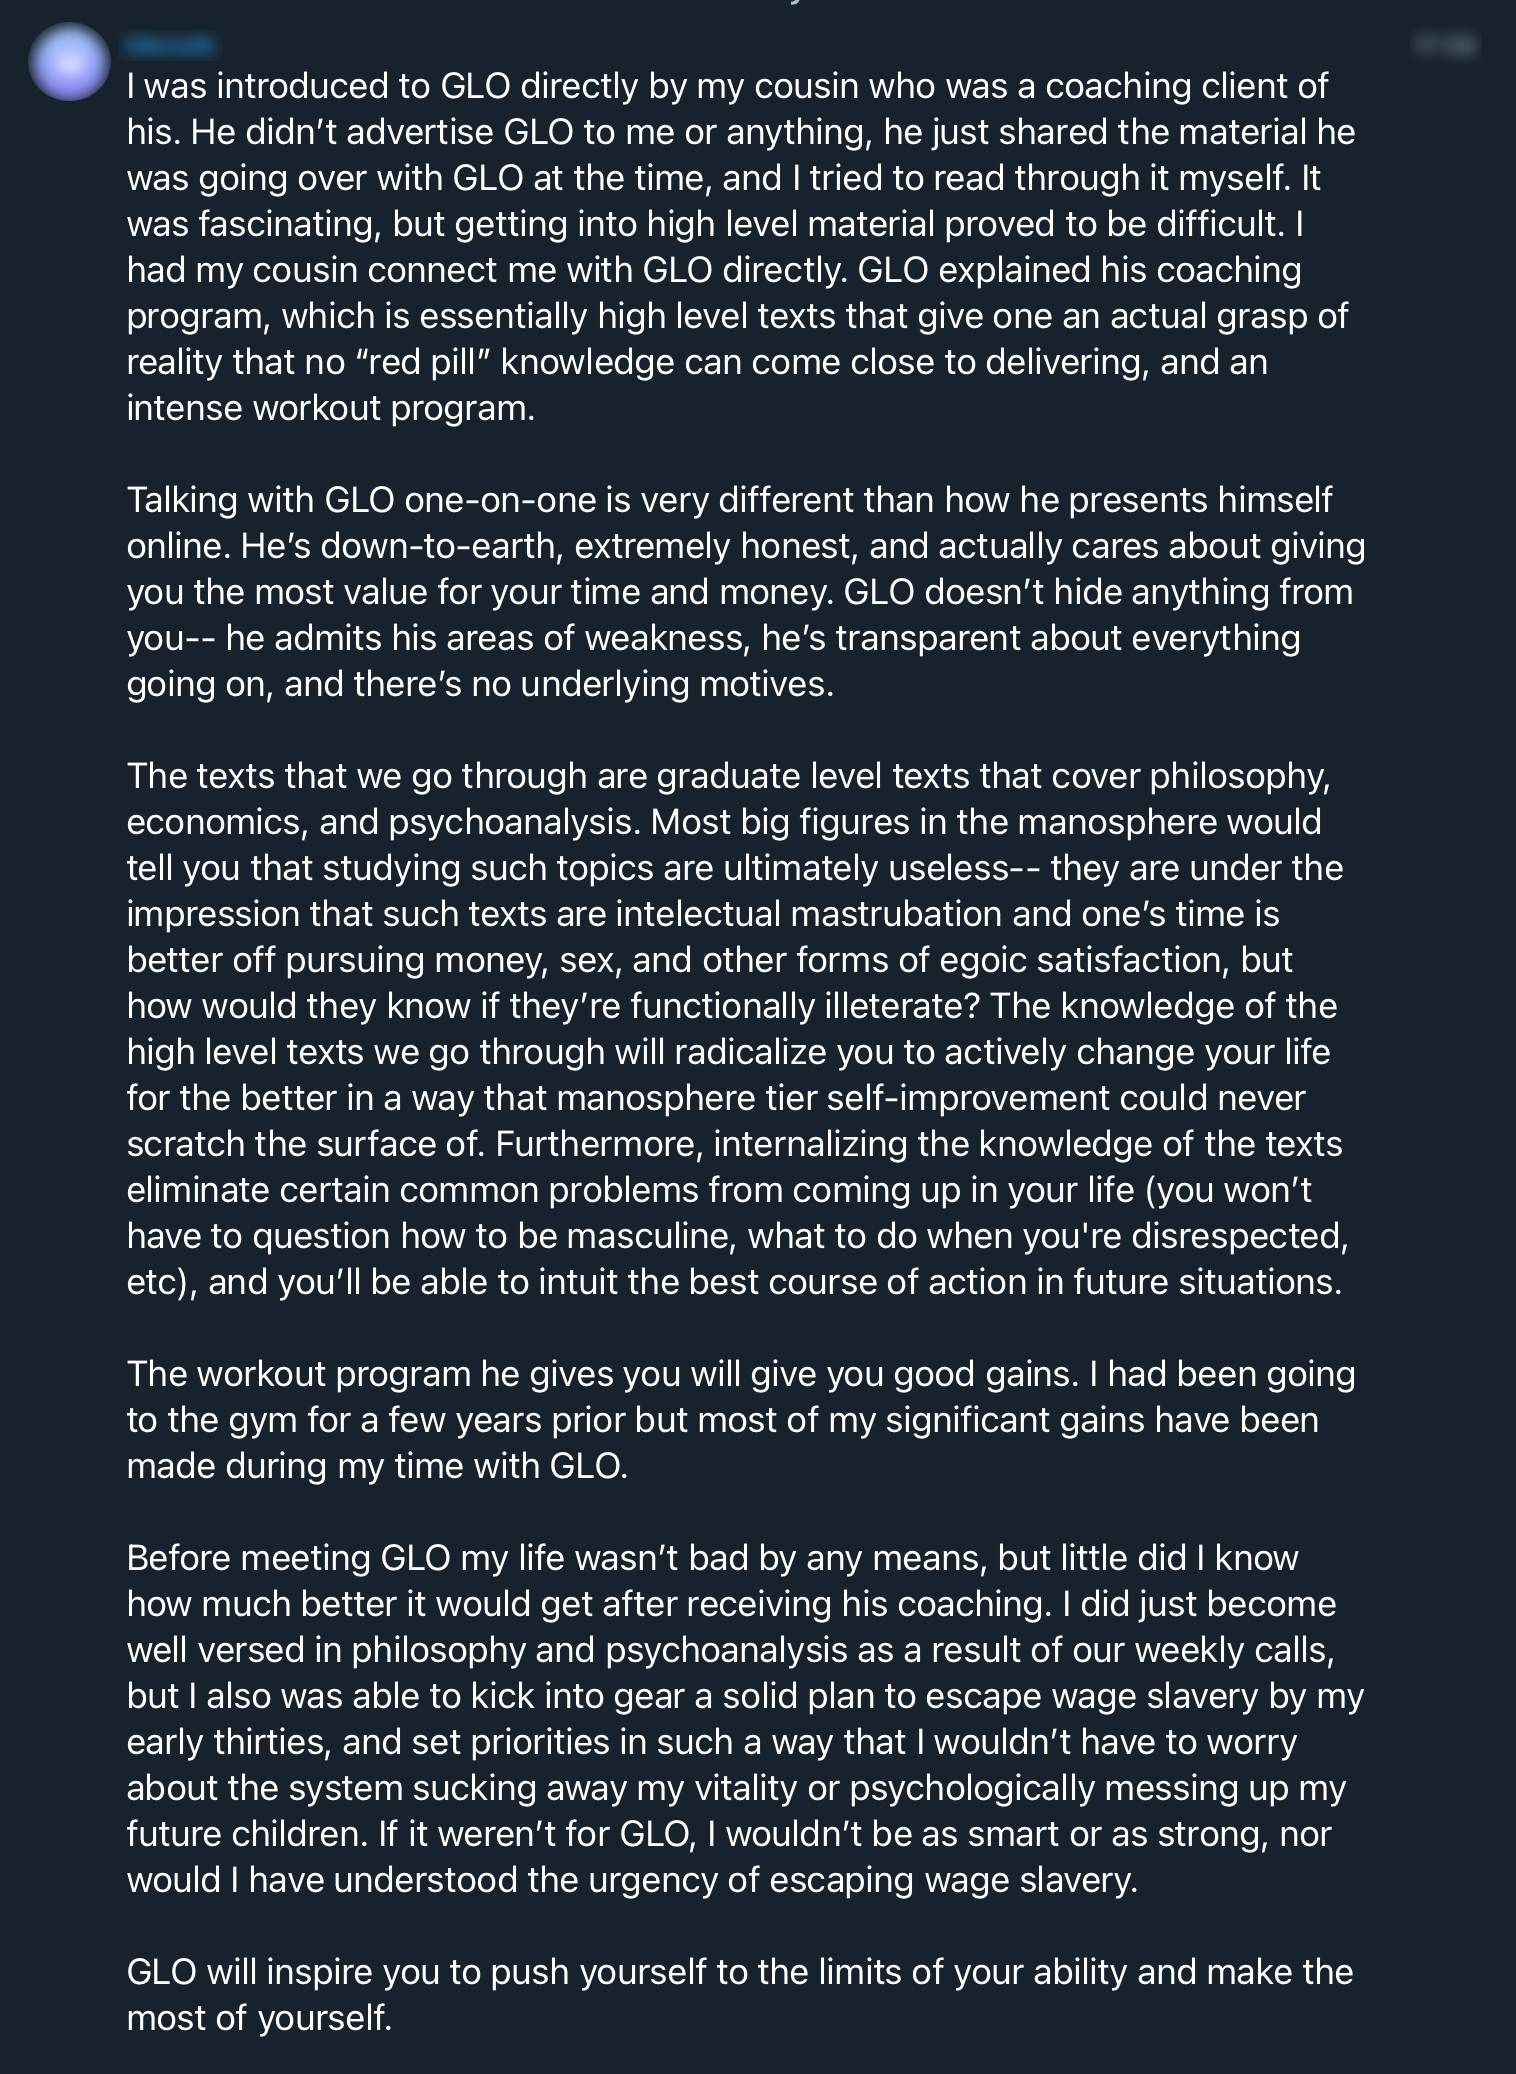 I was introduced to GLO directly by my cousin who was a coaching client of
his. He didn’t advertise GLO to me or anything, he just shared the material he
was going over with GLO at the time, and I tried to read through it myself. It
was fascinating, but getting into high level material proved to be difficult. I
had my cousin connect me with GLO directly. GLO explained his coaching
program, which is essentially high level texts that give one an actual grasp of
reality that no “red pill” knowledge can come close to delivering, and an
intense workout program.

Talking with GLO one-on-one is very different than how he presents himself
online. He’s down-to-earth, extremely honest, and actually cares about giving
you the most value for your time and money. GLO doesn’t hide anything from
you-- he admits his areas of weakness, he’s transparent about everything
going on, and there’s no underlying motives.

The texts that we go through are graduate level texts that cover philosophy,
economics, and psychoanalysis. Most big figures in the manosphere would
tell you that studying such topics are ultimately useless-- they are under the
impression that such texts are intelectual mastrubation and one’s time is
better off pursuing money, sex, and other forms of egoic satisfaction, but
how would they know if they’re functionally illeterate? The knowledge of the
high level texts we go through will radicalize you to actively change your life
for the better in a way that manosphere tier self-improvement could never
scratch the surface of. Furthermore, internalizing the knowledge of the texts
eliminate certain common problems from coming up in your life (you won’t
have to question how to be masculine, what to do when you're disrespected,
etc), and you’ll be able to intuit the best course of action in future situations.

The workout program he gives you will give you good gains. I had been going
to the gym for a few years prior but most of my significant gains have been
made during my time with GLO.

Before meeting GLO my life wasn’t bad by any means, but little did I know
how much better it would get after receiving his coaching. I did just become
well versed in philosophy and psychoanalysis as a result of our weekly calls,
but I also was able to kick into gear a solid plan to escape wage slavery by my
early thirties, and set priorities in such a way that I wouldn’t have to worry
about the system sucking away my vitality or psychologically messing up my
future children. If it weren’t for GLO, I wouldn’t be as smart or as strong, nor
would I have understood the urgency of escaping wage slavery.

GLO will inspire you to push yourself to the limits of your ability and make the
most of yourself.